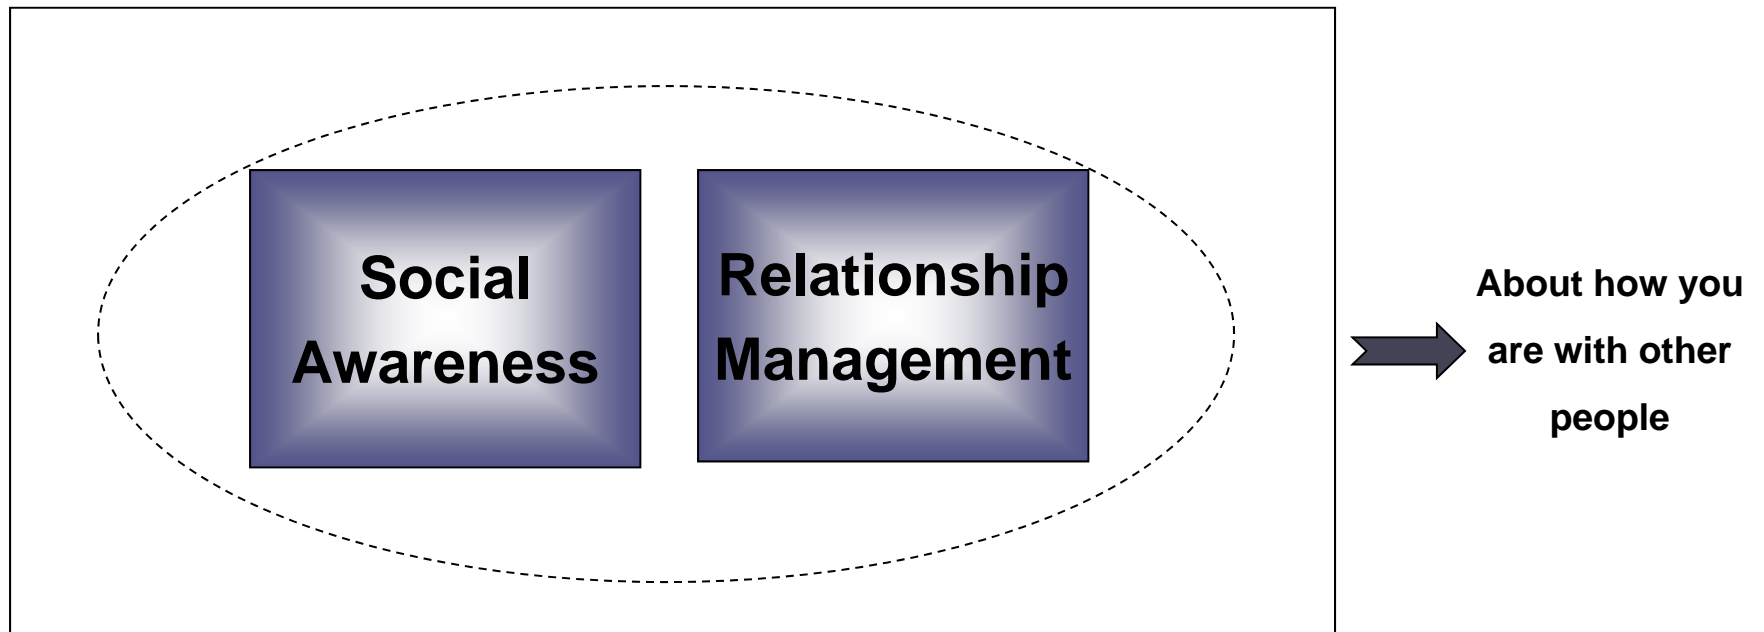 Social
Awareness
Relationship
Management
About how you
are with other
people